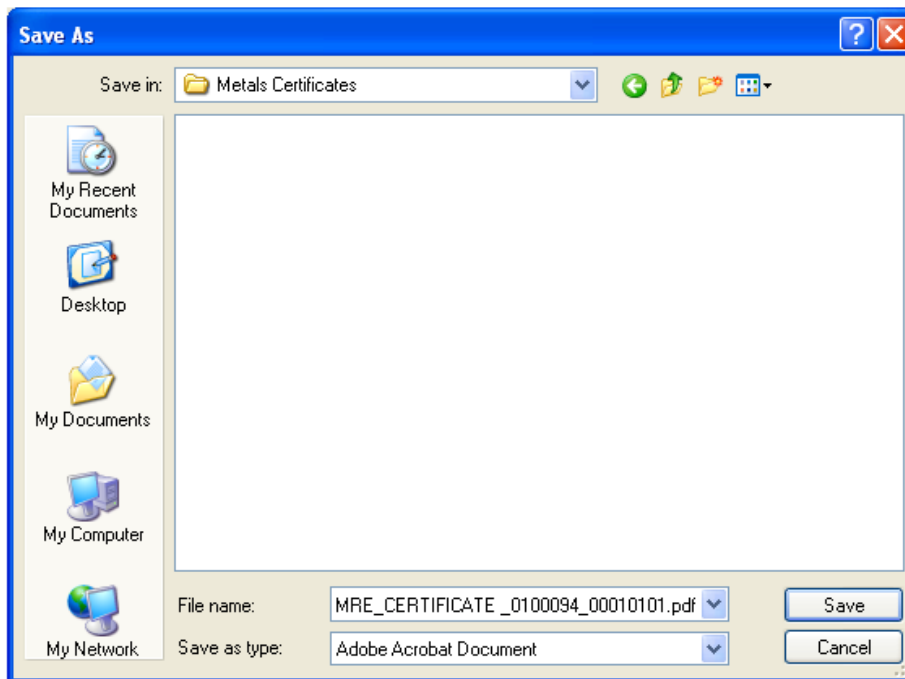 Save As
Save in:
Metals Certificates
My Recent
Documents
Desktop
My Documents
My Computer
My Network
File name:
MRE_CERTIFICATE _0100094_00010101.pdf
Save
Save as type:
Adobe Acrobat Document
Cancel